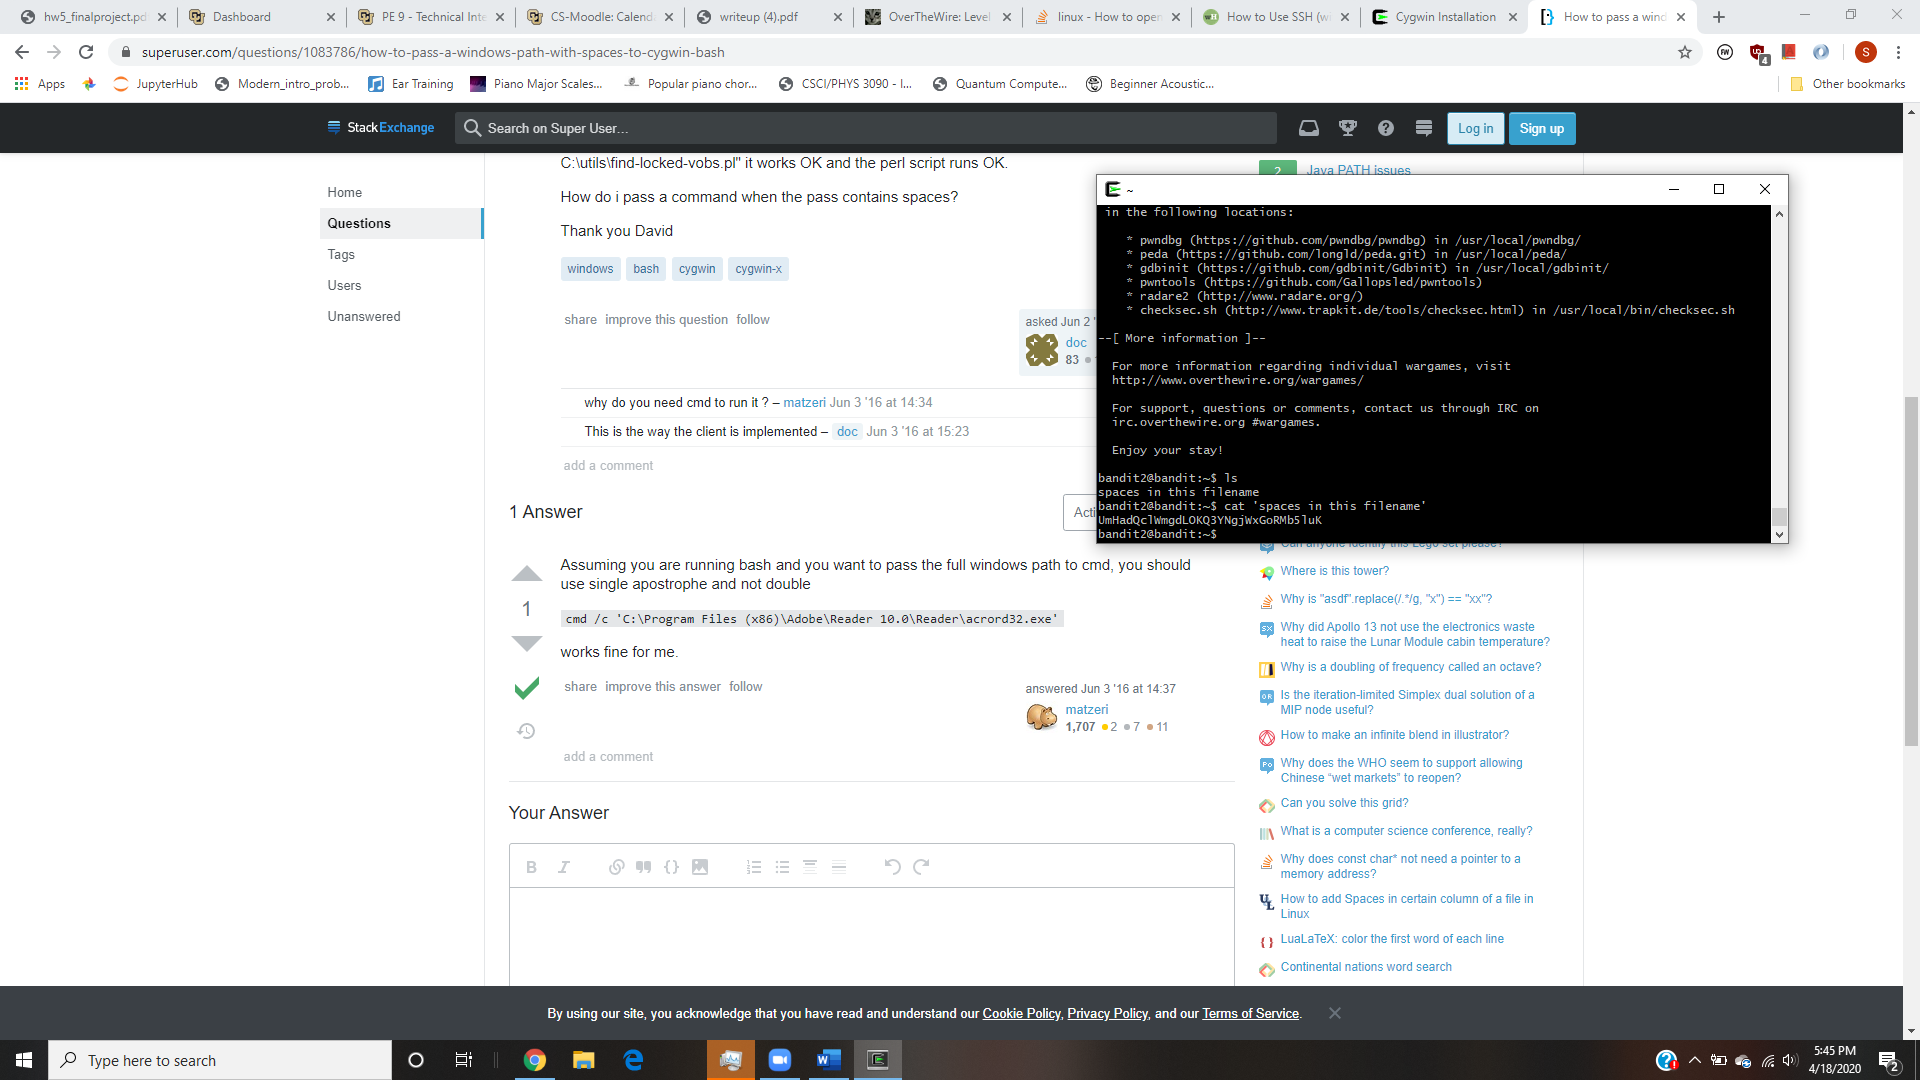 hw5_finalproject.pd
Dashboard
PE 9 - Technical Inte
CS-Moodle: Calend
writeup (4).pdf
OverTheWire: Level
linux - How to open
How to Use SSH (wi
Cygwin Installation
How to pass a wind
superuser.com/questions/1083786/how-to-pass-a-windows-path-with-spaces-to-cygwin-bash
4
S
Apps
JupyterHub
Modern_intro_prob...
Ear Training
Piano Major Scales...
Popular piano chor...
CSCI/PHYS 3090 - I...
Quantum Compute...
Beginner Acoustic...
Other bookmarks
StackExchange
Search on Super User...
Log in
Sign up
Home
Questions
Tags
Users
Unanswered
C:\utils\find-locked-vobs.pl" it works OK and the perl script runs OK.
How do i pass a command when the pass contains spaces?
Thank you David
windows bash cygwin cygwin-x
share improve this question follow
asked Jun 2 '
doc
83
why do you need cmd to run it ? – matzeri Jun 3 '16 at 14:34
This is the way the client is implemented – doc Jun 3 '16 at 15:23
add a comment
1 Answer
Acti
1
Assuming you are running bash and you want to pass the full windows path to cmd, you should
use single apostrophe and not double
cmd /c 'C:\Program Files (x86)\Adobe\Reader 10.0\Reader\acrord32.exe'
works fine for me.
share improve this answer follow
answered Jun 3 '16 at 14:37
matzeri
1,707 2 7 11
add a comment
Your Answer
2 Java PATH issues
~
in the following locations:
* pwndbg (https://github.com/pwndbg/pwndbg) in /usr/local/pwndbg/
* peda (https://github.com/longld/peda.git) in /usr/local/peda/
* gdbinit (https://github.com/gdbinit/Gdbinit) in /usr/local/gdbinit/
* pwntools (https://github.com/Gallopsled/pwntools)
* radare2 (http://www.radare.org/)
* checksec.sh (http://www.trapkit.de/tools/checksec.html) in /usr/local/bin/checksec.sh
--[ More information ]--
For more information regarding individual wargames, visit
http://www.overthewire.org/wargames/
For support, questions or comments, contact us through IRC on
irc.overthewire.org #wargames.
Enjoy your stay!
bandit2@bandit:~$ ls
spaces in this filename
bandit2@bandit:~$ cat 'spaces in this filename'
UmHadQclWmgdLOKQ3YNgjWxGoRMb5luK
bandit2@bandit:~$
Can anyone identify this Lego set please?
Where is this tower?
Why is "asdf".replace(/.*/g, "x") == "xx"?
Why did Apollo 13 not use the electronics waste
heat to raise the Lunar Module cabin temperature?
Why is a doubling of frequency called an octave?
Is the iteration-limited Simplex dual solution of a
MIP node useful?
How to make an infinite blend in illustrator?
Why does the WHO seem to support allowing
Chinese “wet markets” to reopen?
Can you solve this grid?
What is a computer science conference, really?
Why does const char* not need a pointer to a
memory address?
How to add Spaces in certain column of a file in
Linux
LuaLaTeX: color the first word of each line
Continental nations word search
By using our site, you acknowledge that you have read and understand our Cookie Policy, Privacy Policy, and our Terms of Service.
Type here to search
5:45 PM
4/18/2020
2